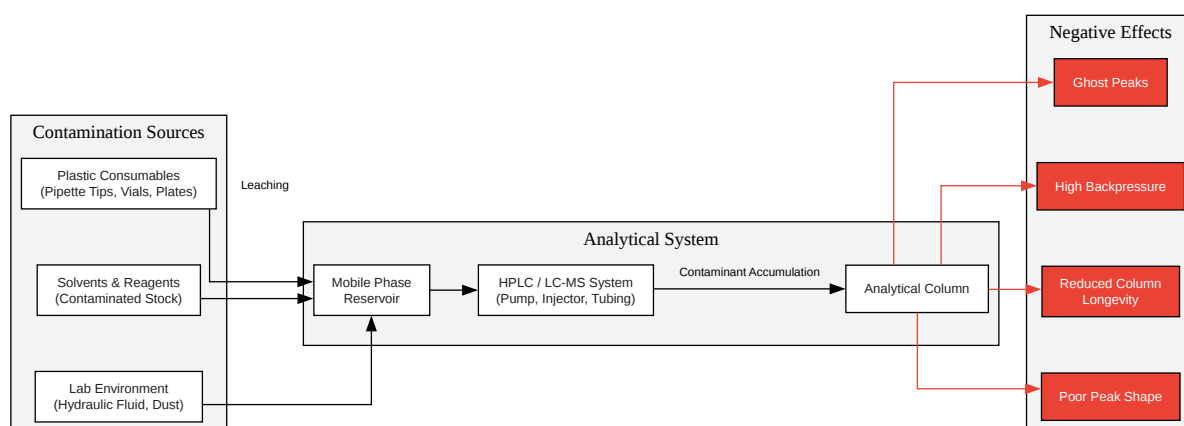 Contamination Sources
Plastic Consumables
(Pipette Tips, Vials, Plates)
Solvents & Reagents
(Contaminated Stock)
Lab Environment
(Hydraulic Fluid, Dust)
Leaching
Analytical System
Mobile Phase
Reservoir
HPLC / LC-MS System
(Pump, Injector, Tubing)
Contaminant Accumulation
Analytical Column
Negative Effects
Ghost Peaks
High Backpressure
Reduced Column
Longevity
Poor Peak Shape